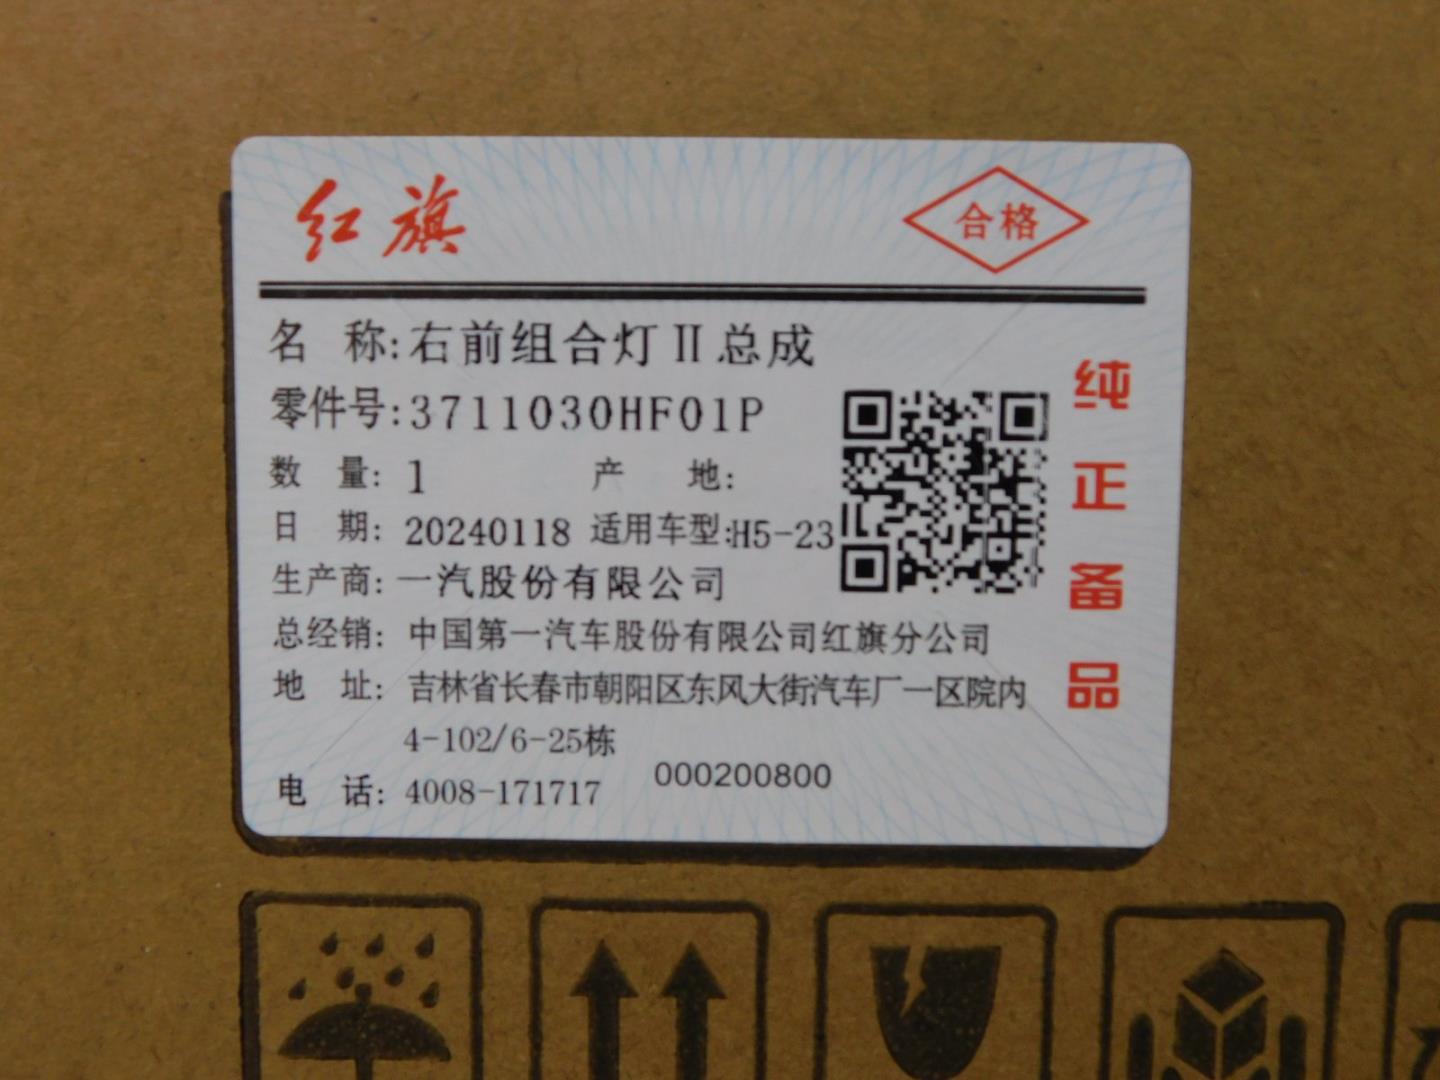 红旗
合格
名 称:右前组合灯Ⅱ总成
零件号:3711030HF01P
数 量: 1 产 地:
日 期: 20240118 适用车型:H5-23
生产商: 一汽股份有限公司
总经销: 中国第一汽车股份有限公司红旗分公司
地 址: 吉林省长春市朝阳区东风大街汽车厂一区院内
4-102/6-25栋
电 话: 4008-171717
000200800
纯正备品